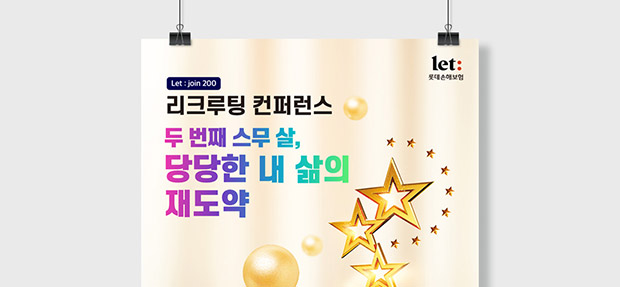 let:
롯데손해보험
Let : join 200
리크루팅 컨퍼런스
두 번째 스무 살,
당당한 내 삶의
재도약